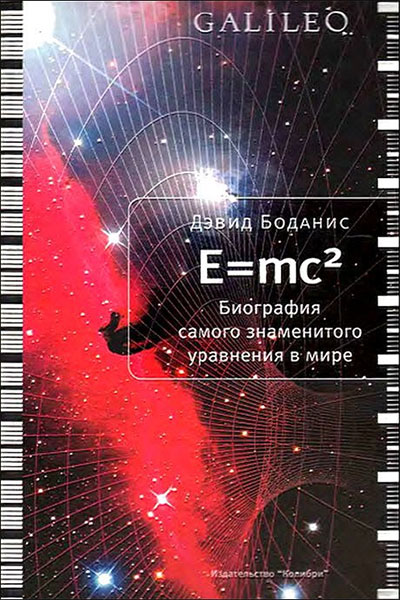 GALILEO
Дэвид Боданис
E=mc²
Биография
самого знаменитого
уравнения в мире
Издательство "Колибри"